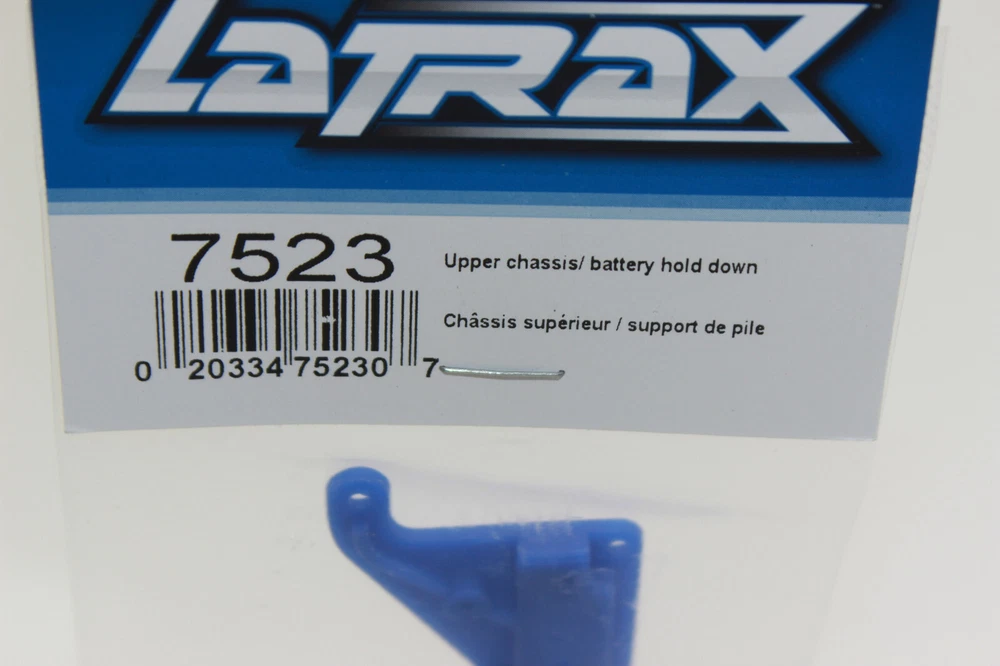 LaTRAX
7523
Upper chassis/ battery hold down
Châssis supérieur / support de pile
0 20334 75230 7